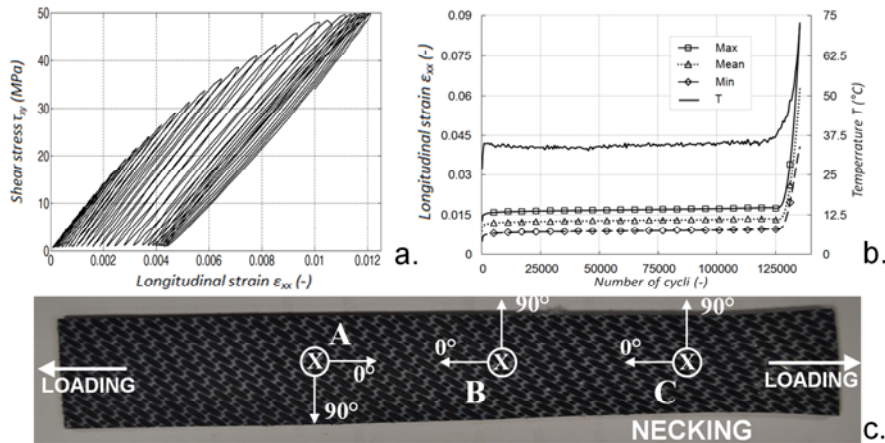 Shear stress τxy (MPa)
50
40
30
20
10
0
0 0.002 0.004 0.006 0.008 0.01 0.012
Longitudinal strain εxx (-)
a.
Longitudinal strain εxx (-)
0.09
0.075
0.06
0.045
0.03
0.015
0
Max
Mean
Min
T
75
62.5
50
37.5
25
12.5
0
Temperrature T (°C)
0 25000 50000 75000 100000 125000
Number of cycli (-)
b.
90° 90°
A
X 0° 0° X 0° X
LOADING B C LOADING
90°
NECKING c.